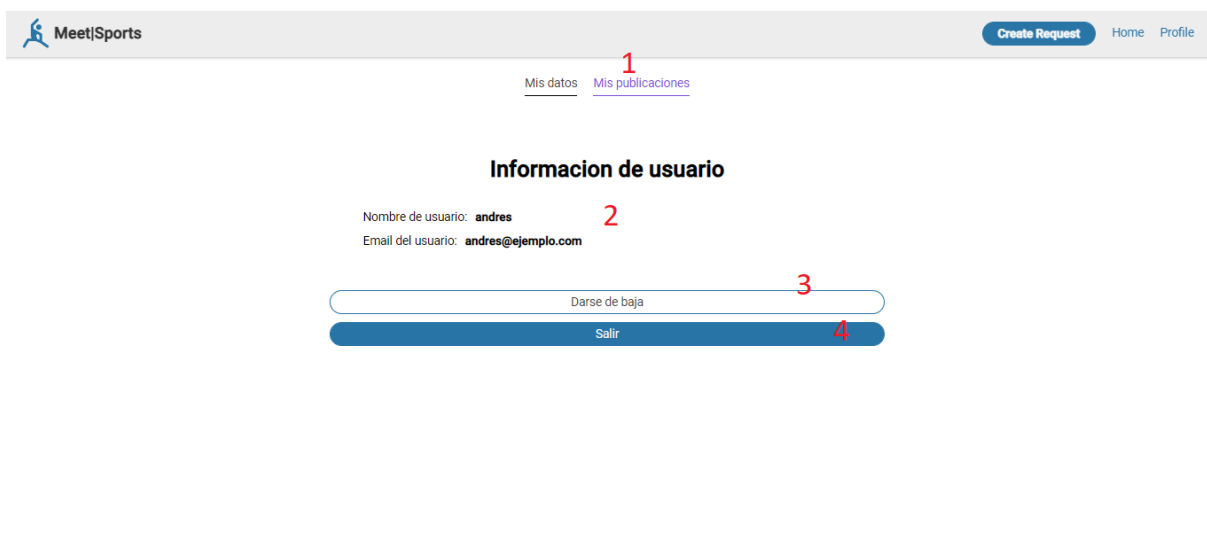 Meet|Sports Create Request Home Profile
1
Mis datos Mis publicaciones
Informacion de usuario
Nombre de usuario: andres 2
Email del usuario: andres@ejemplo.com
3
Darse de baja
Salir 4